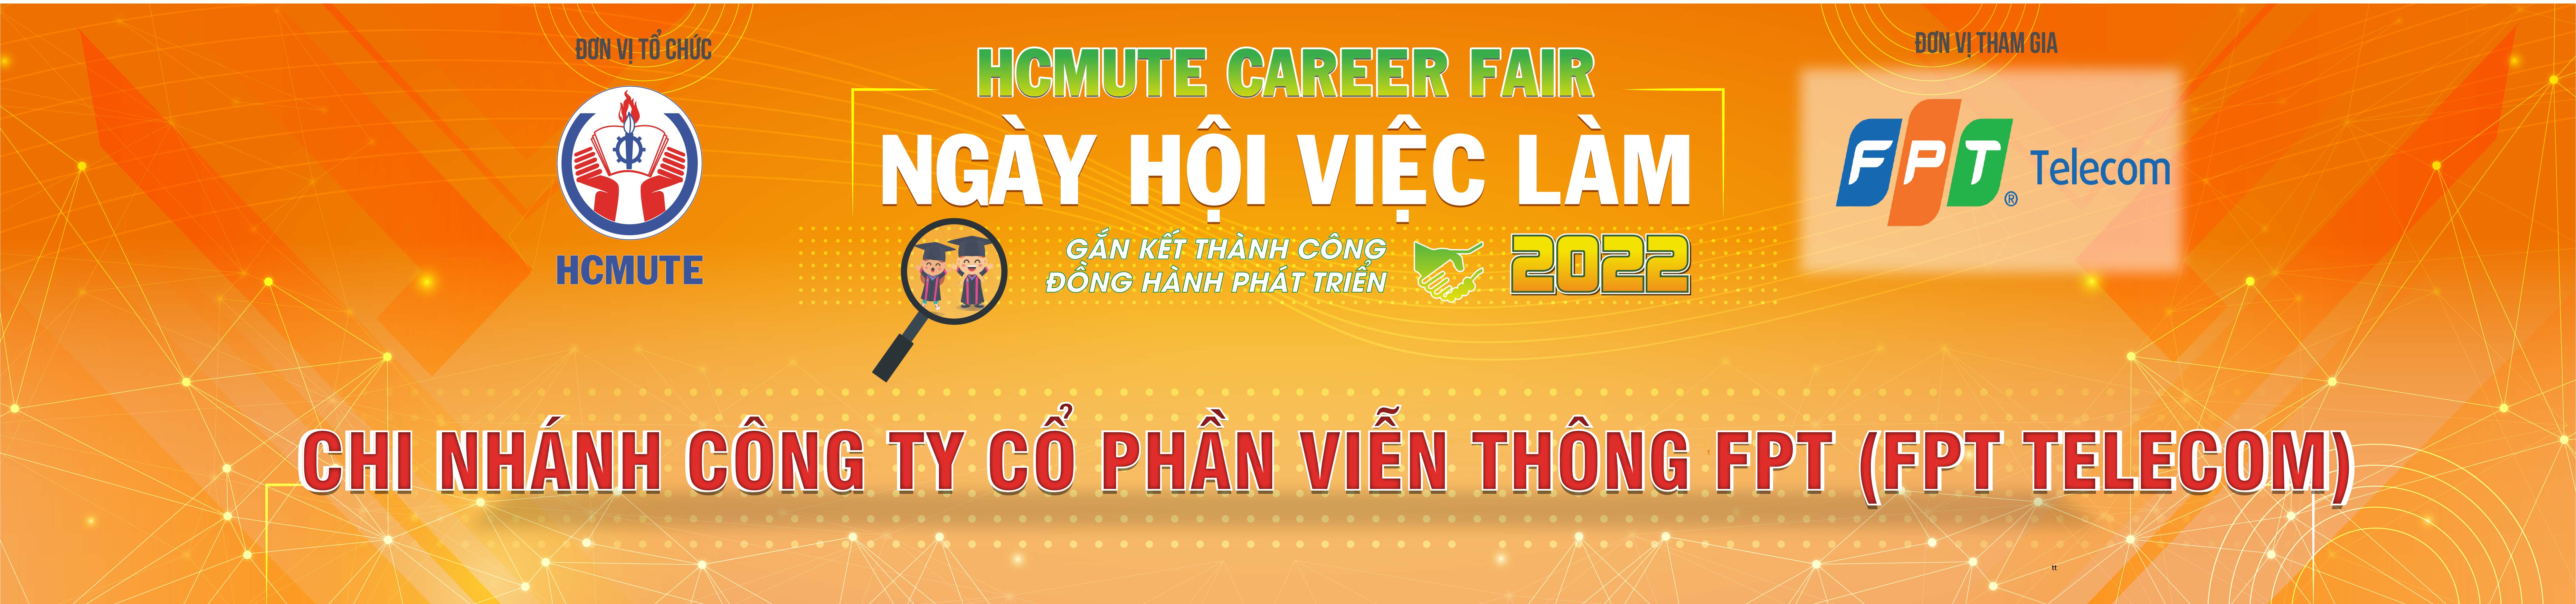 ĐƠN VỊ TỔ CHỨC
HCMUTE
HCMUTE CAREER FAIR
NGÀY HỘI VIỆC LÀM
GẮN KẾT THÀNH CÔNG
ĐỒNG HÀNH PHÁT TRIỂN
2022
ĐƠN VỊ THAM GIA
FPT® Telecom
CHI NHÁNH CÔNG TY CỔ PHẦN VIỄN THÔNG FPT (FPT TELECOM)
tt